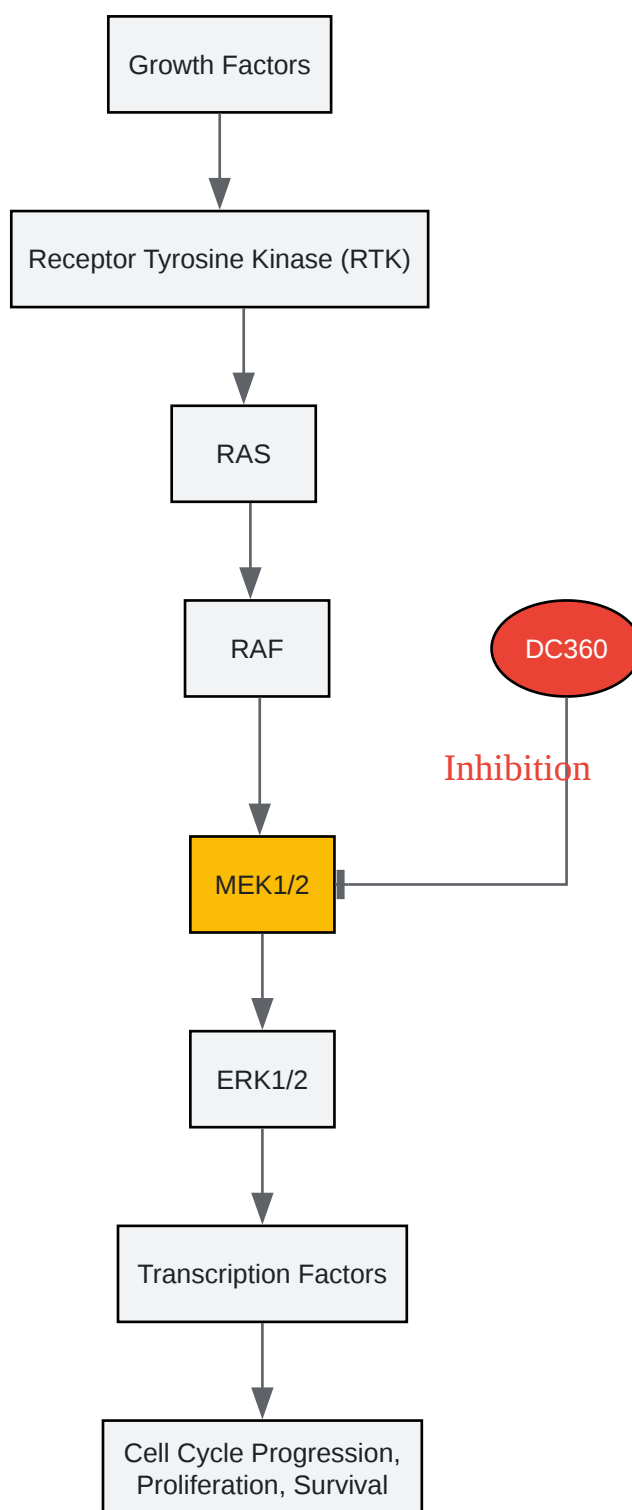 Growth Factors
Receptor Tyrosine Kinase (RTK)
RAS
RAF
DC360
Inhibition
MEK1/2
ERK1/2
Transcription Factors
Cell Cycle Progression,
Proliferation, Survival